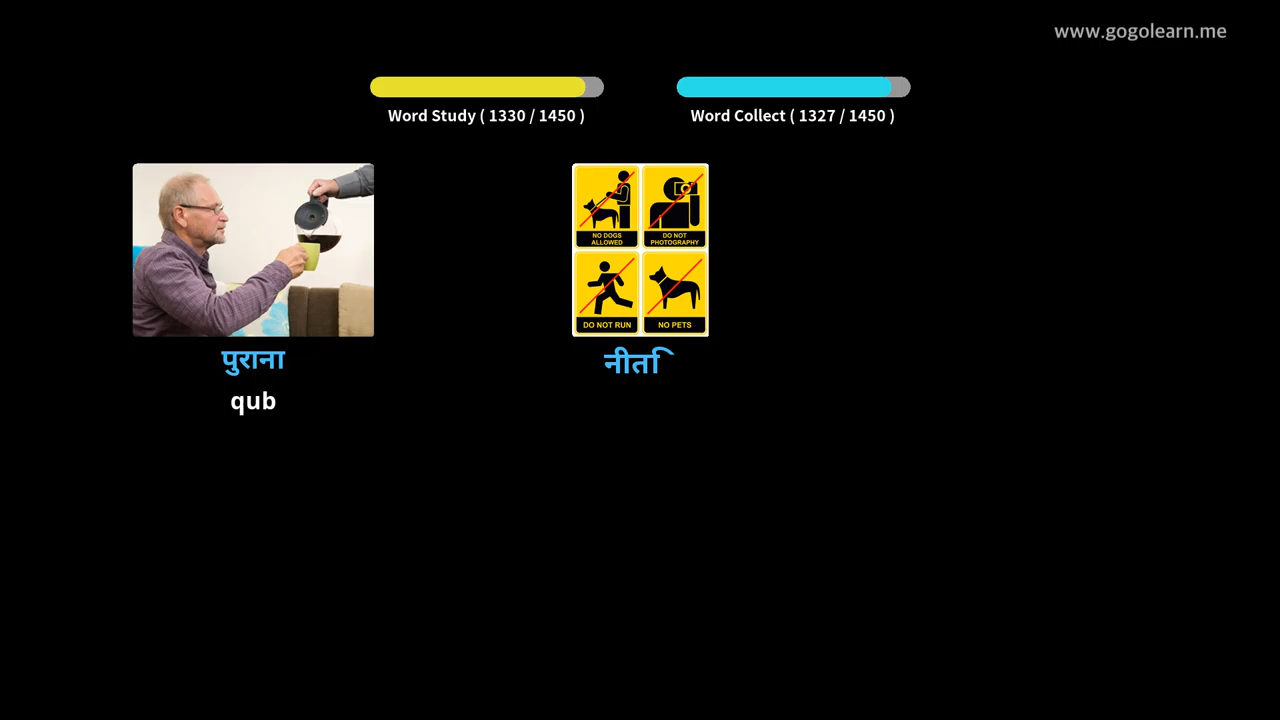 www.gogolearn.me
Word Study ( 1330 / 1450 )
Word Collect ( 1327 / 1450 )
NO DOGS
ALLOWED
DO NOT
PHOTOGRAPHY
DO NOT RUN
NO PETS
पुराना
नीति
qub